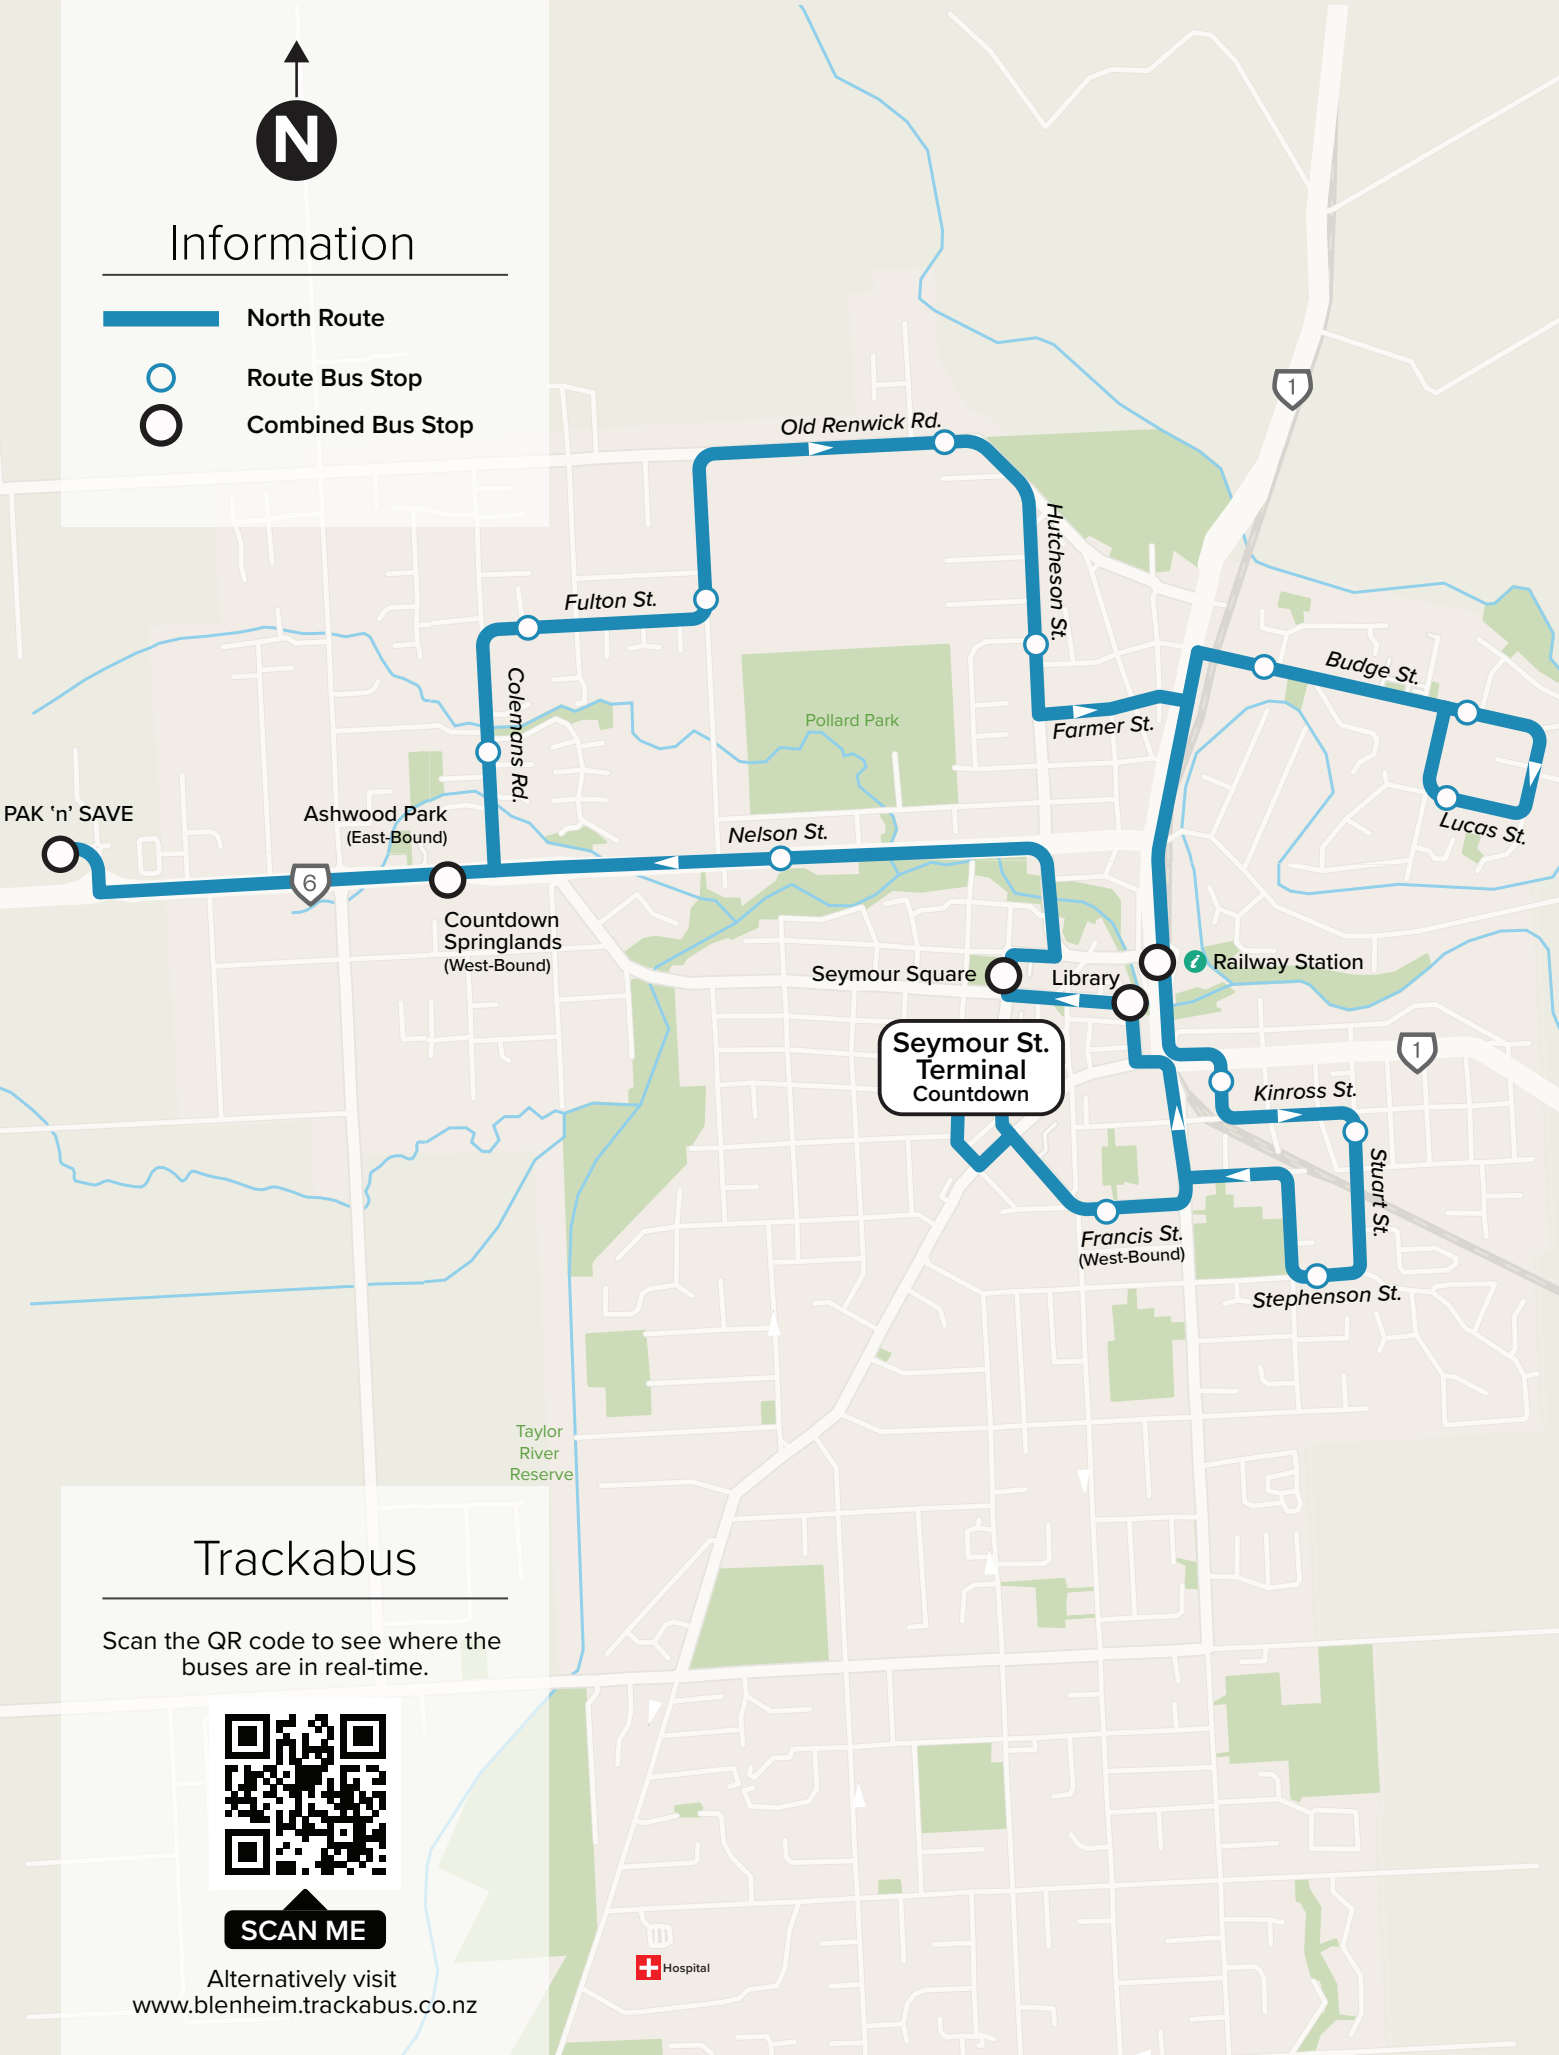 N
Information
North Route
Route Bus Stop
Combined Bus Stop
1
Old Renwick Rd.
Hutcheson St.
Fulton St.
Colemans Rd.
Budge St.
Pollard Park
Farmer St.
PAK ‘n’ SAVE
Ashwood Park
(East-Bound)
Nelson St.
Lucas St.
6
Countdown
Springlands
(West-Bound)
Seymour Square
Library
i
Railway Station
Seymour St.
Terminal
Countdown
1
Kinross St.
Stuart St.
Francis St.
(West-Bound)
Stephenson St.
Taylor
River
Reserve
Trackabus
Scan the QR code to see where the
buses are in real-time.
SCAN ME
Alternatively visit
www.blenheim.trackabus.co.nz
Hospital